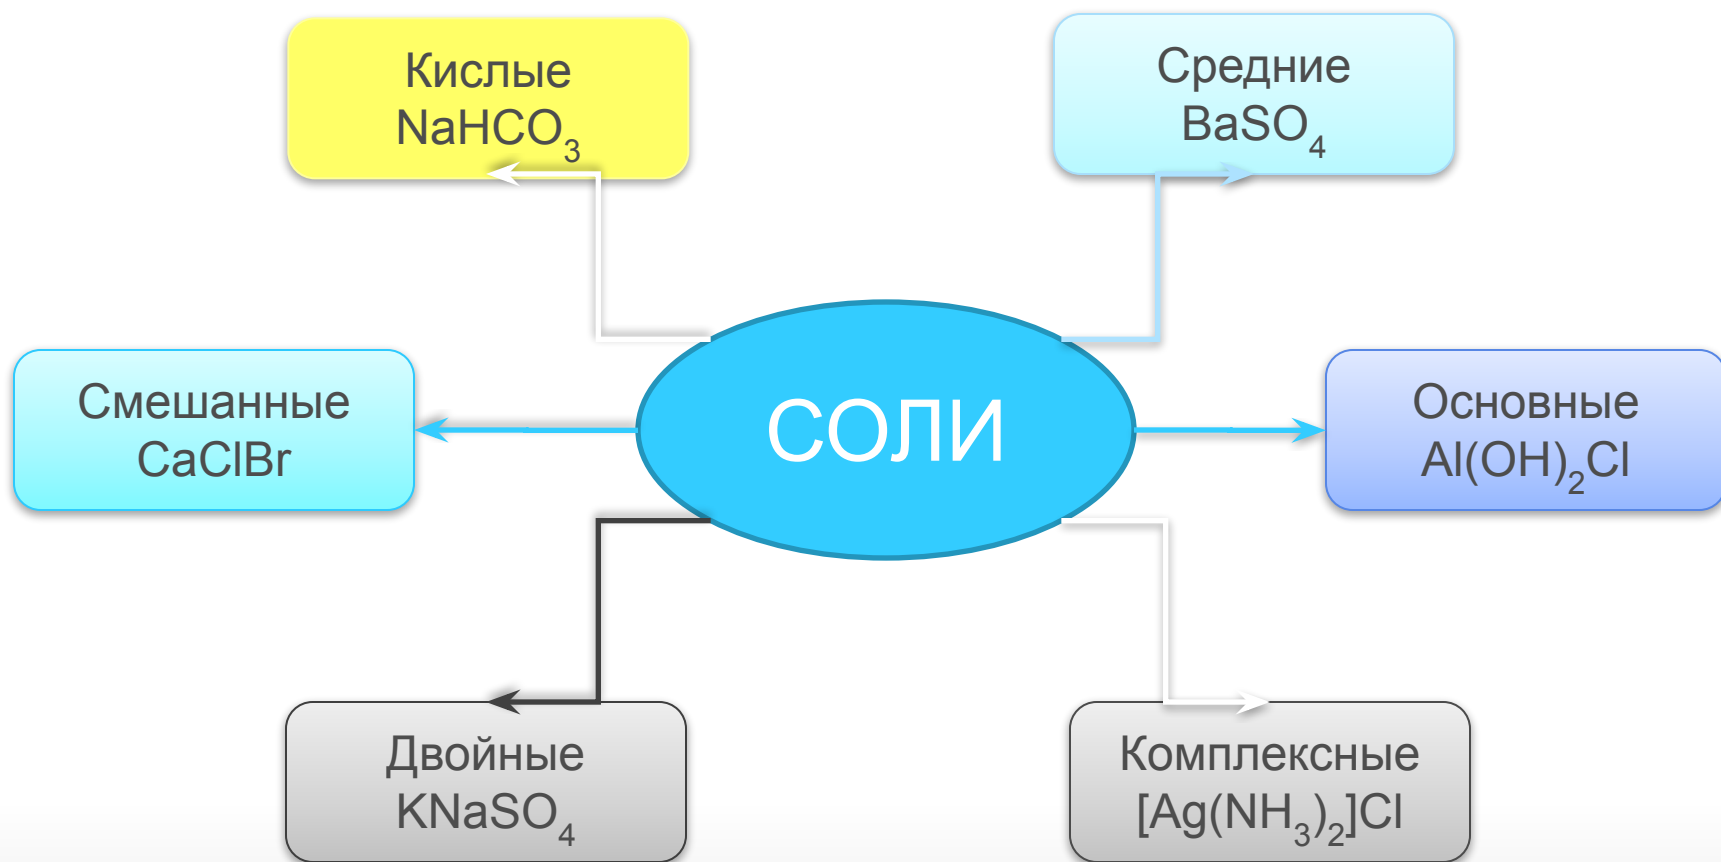 Кислые
NaHCO₃
Средние
BaSO₄
Смешанные
CaClBr
СОЛИ
Основные
Al(OH)₂Cl
Двойные
KNaSO₄
Комплексные
[Ag(NH₃)₂]Cl